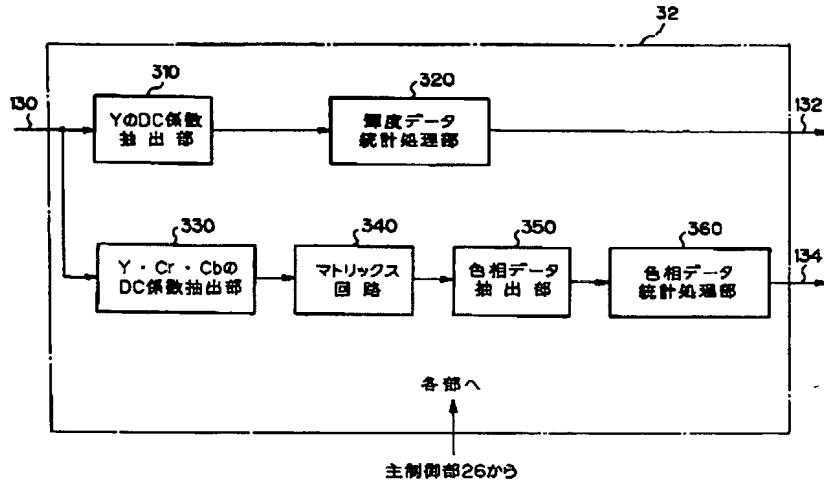 32
310
320
130
YのDC係数
抽出部
輝度データ
統計処理部
132
330
340
350
360
Y・Cr・Cbの
DC係数抽出部
マトリックス
回路
色相データ
抽出部
色相データ
統計処理部
134
各部へ
主制御部26から